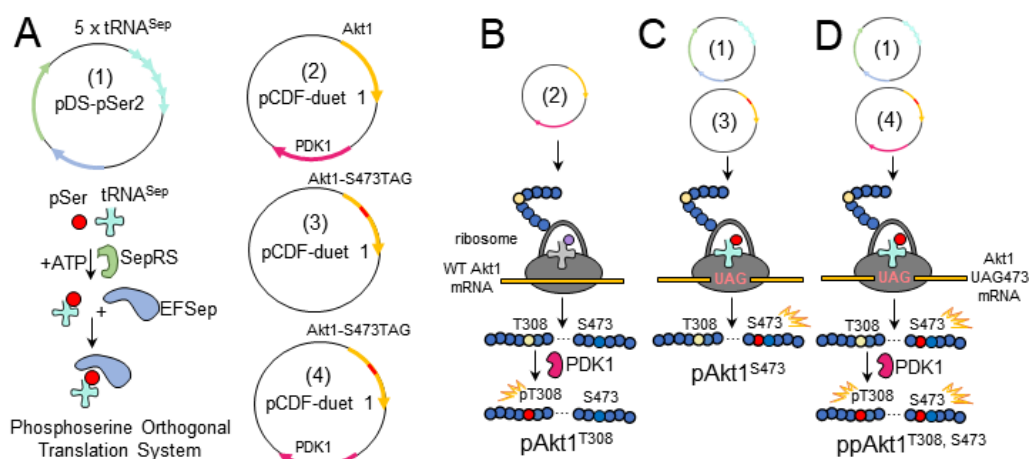 A
5 x tRNA^Sep
(1)
pDS-pSer2
pSer
tRNA^Sep
+ATP
SepRS
+
EFSep
Phosphoserine Orthogonal
Translation System
Akt1
(2)
pCDF-duet 1
PDK1
Akt1-S473TAG
(3)
pCDF-duet 1
Akt1-S473TAG
(4)
pCDF-duet 1
PDK1
B
(2)
ribosome
WT Akt1
mRNA
T308
S473
PDK1
pT308
S473
pAkt1^T308
C
(1)
(3)
UAG
T308
S473
pAkt1^S473
D
(1)
(4)
UAG
Akt1
UAG473
mRNA
T308
S473
PDK1
pT308
S473
ppAkt1^T308, S473